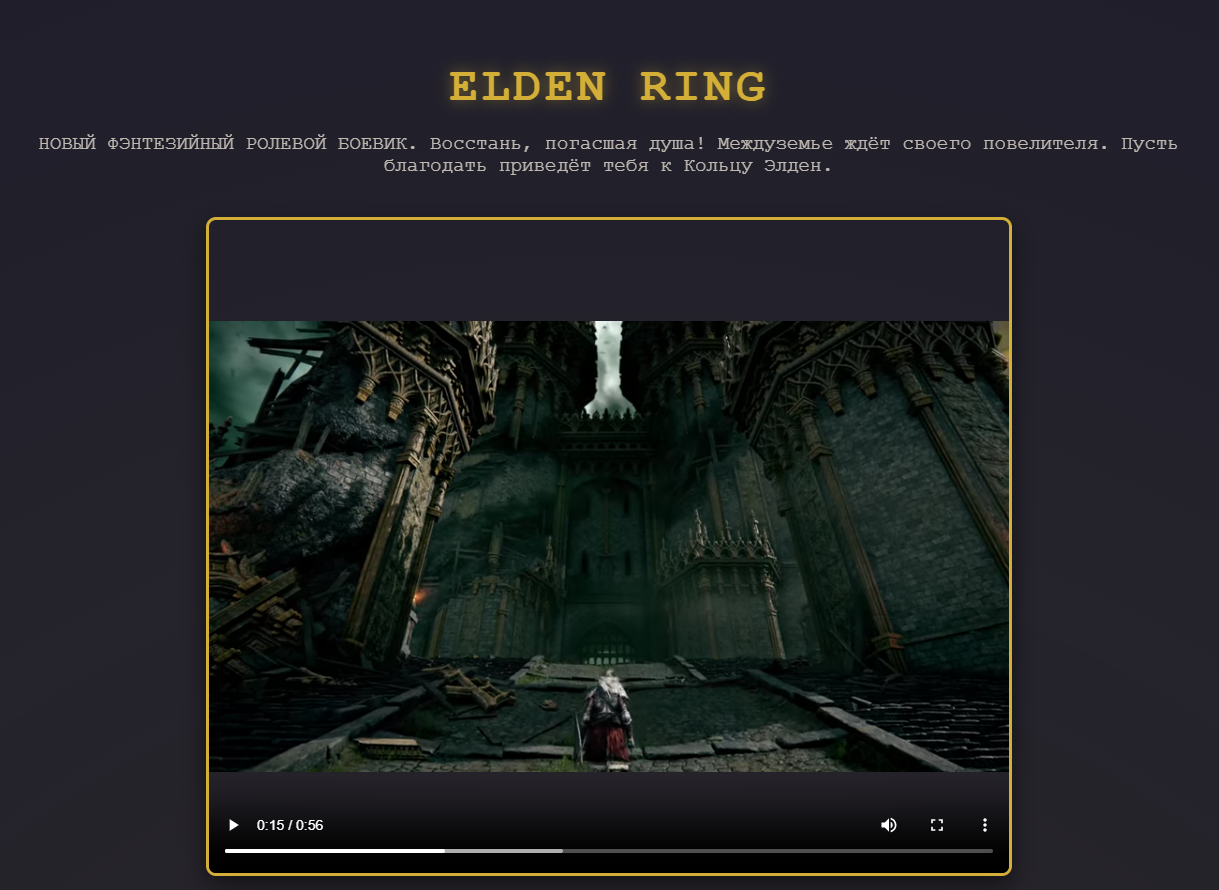 ELDEN RING
НОВЫЙ ФЭНТЕЗИЙНЫЙ РОЛЕВОЙ БОЕВИК. Восстань, погасшая душа! Междуземье ждёт своего повелителя. Пусть
благодать приведёт тебя к Кольцу Элден.
0:15 / 0:56